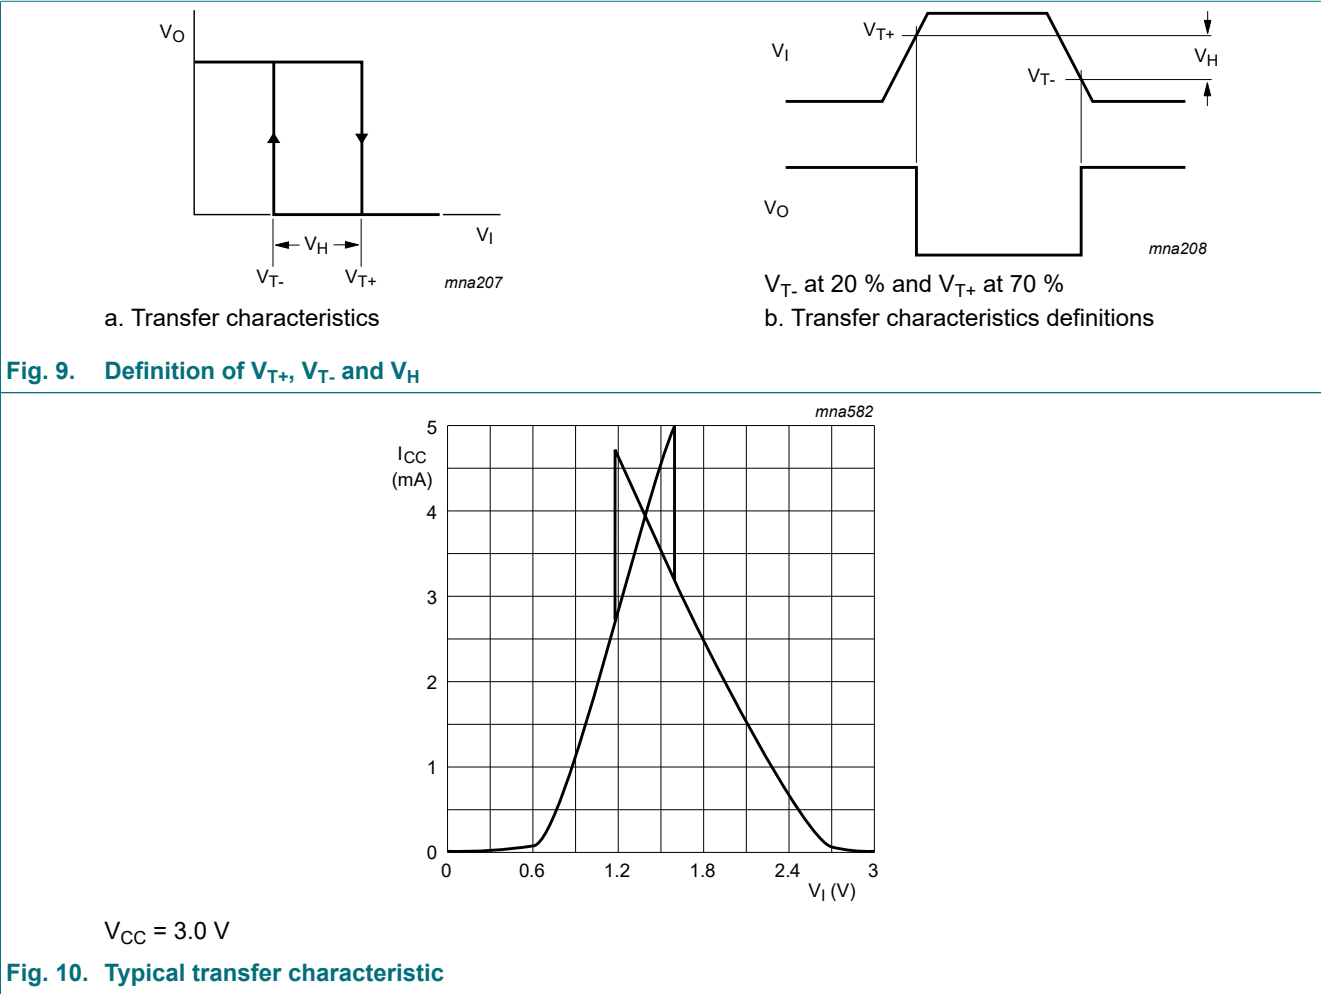 VO
VI
VH
VT- VT+
mna207
a. Transfer characteristics
VT+
VI
VH
VT-
VO
mna208
VT- at 20 % and VT+ at 70 %
b. Transfer characteristics definitions
Fig. 9. Definition of VT+, VT- and VH
mna582
5
ICC
(mA)
4
3
2
1
0
0 0.6 1.2 1.8 2.4 3
VI (V)
VCC = 3.0 V
Fig. 10. Typical transfer characteristic